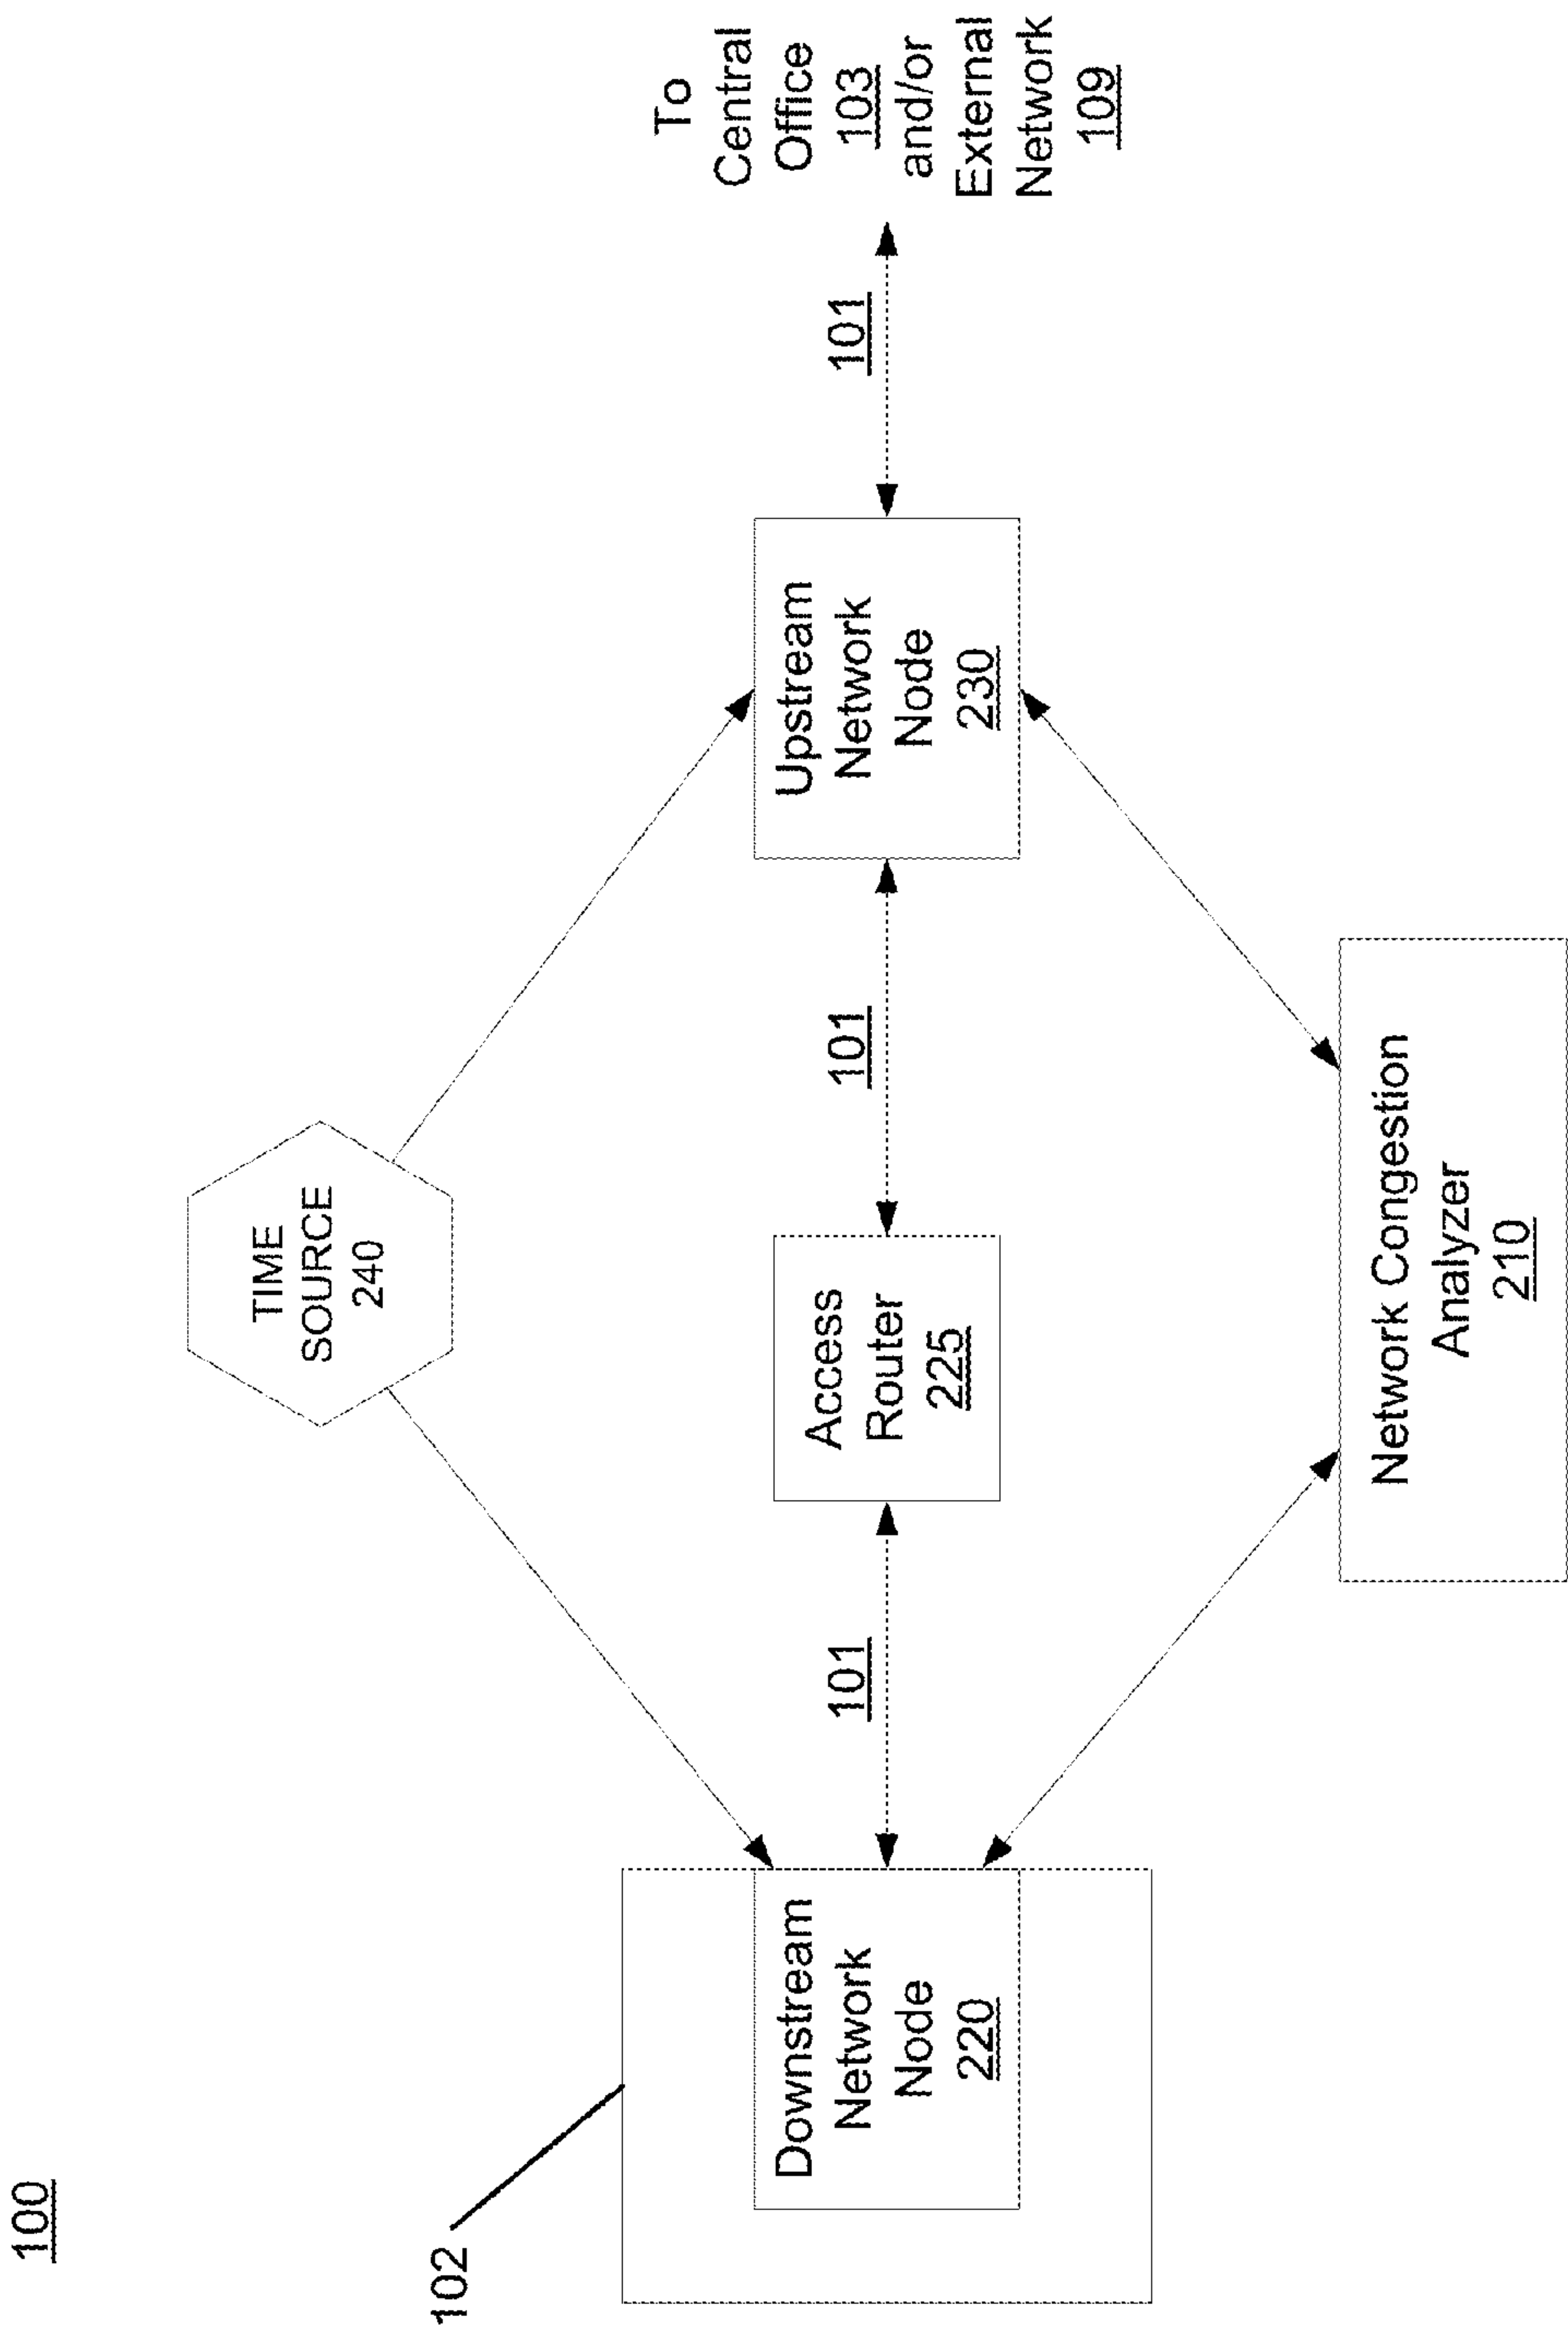 100
102
TIME
SOURCE
240
Downstream
Network
Node
220
101
Access
Router
225
101
Upstream
Network
Node
230
101
To
Central
Office
103
and/or
External
Network
109
Network Congestion
Analyzer
210